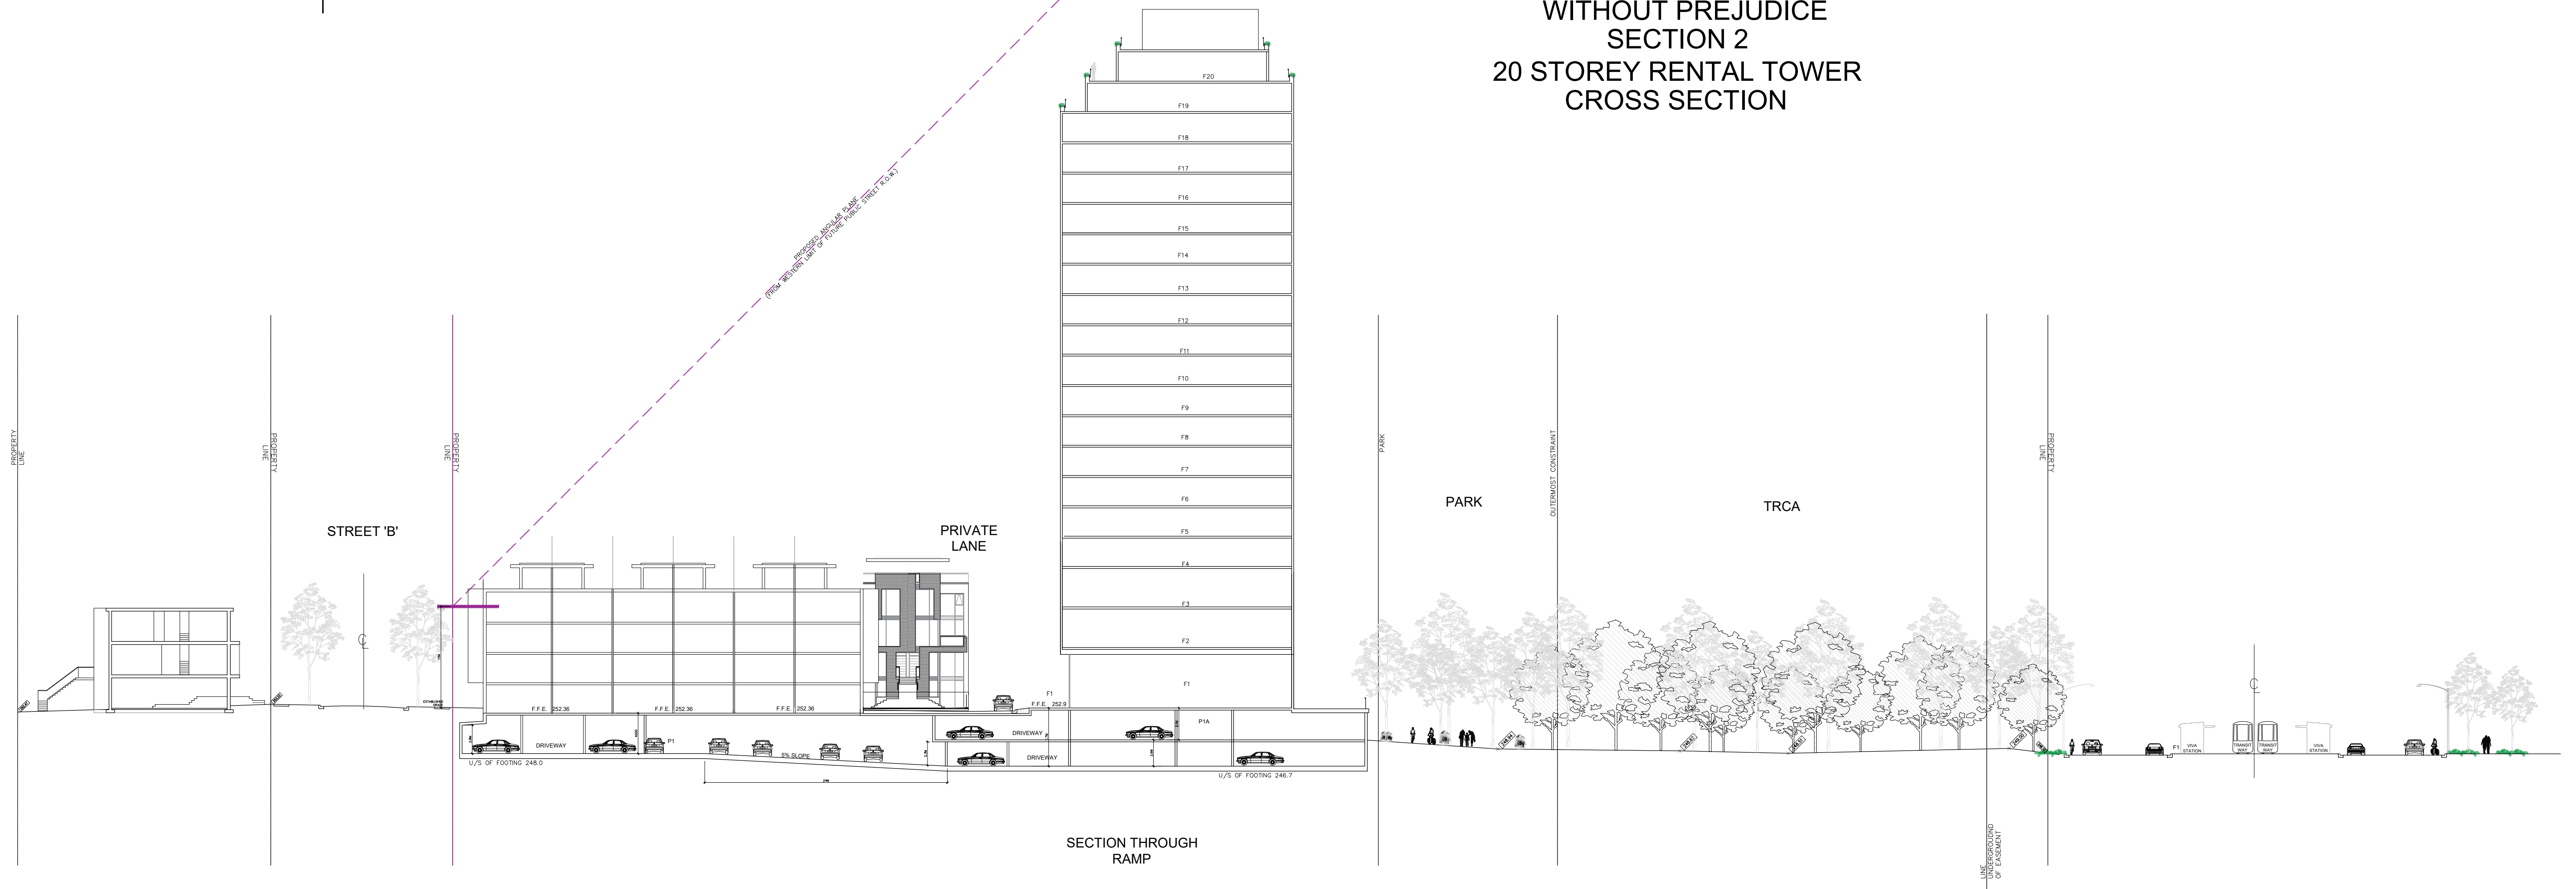 WITHOUT PREJUDICE
SECTION 2
20 STOREY RENTAL TOWER
CROSS SECTION
F20
F19
F18
F17
F16
F15
F14
F13
F12
F11
F10
F9
F8
F7
F6
F5
F4
F3
F2
F1
PROPOSED ANGULAR PLANE
(FROM WESTERN LIMIT OF FUTURE PUBLIC STREET R.O.W.)
PROPERTY
LINE
PROPERTY
LINE
PROPERTY
LINE
STREET 'B'
PRIVATE
LANE
PARK
PARK
OUTERMOST CONSTRAINT
TRCA
PROPERTY
LINE
F.F.E. 252.36
F.F.E. 252.36
F.F.E. 252.36
F1
F.F.E. 252.9
DRIVEWAY
P1
5% SLOPE
DRIVEWAY
P1A
DRIVEWAY
U/S OF FOOTING 248.0
U/S OF FOOTING 246.7
F1
VIVA
STATION
TRANSIT
WAY
TRANSIT
WAY
VIVA
STATION
SECTION THROUGH
RAMP
LINE
UNDERGROUDND
OF EASEMENT